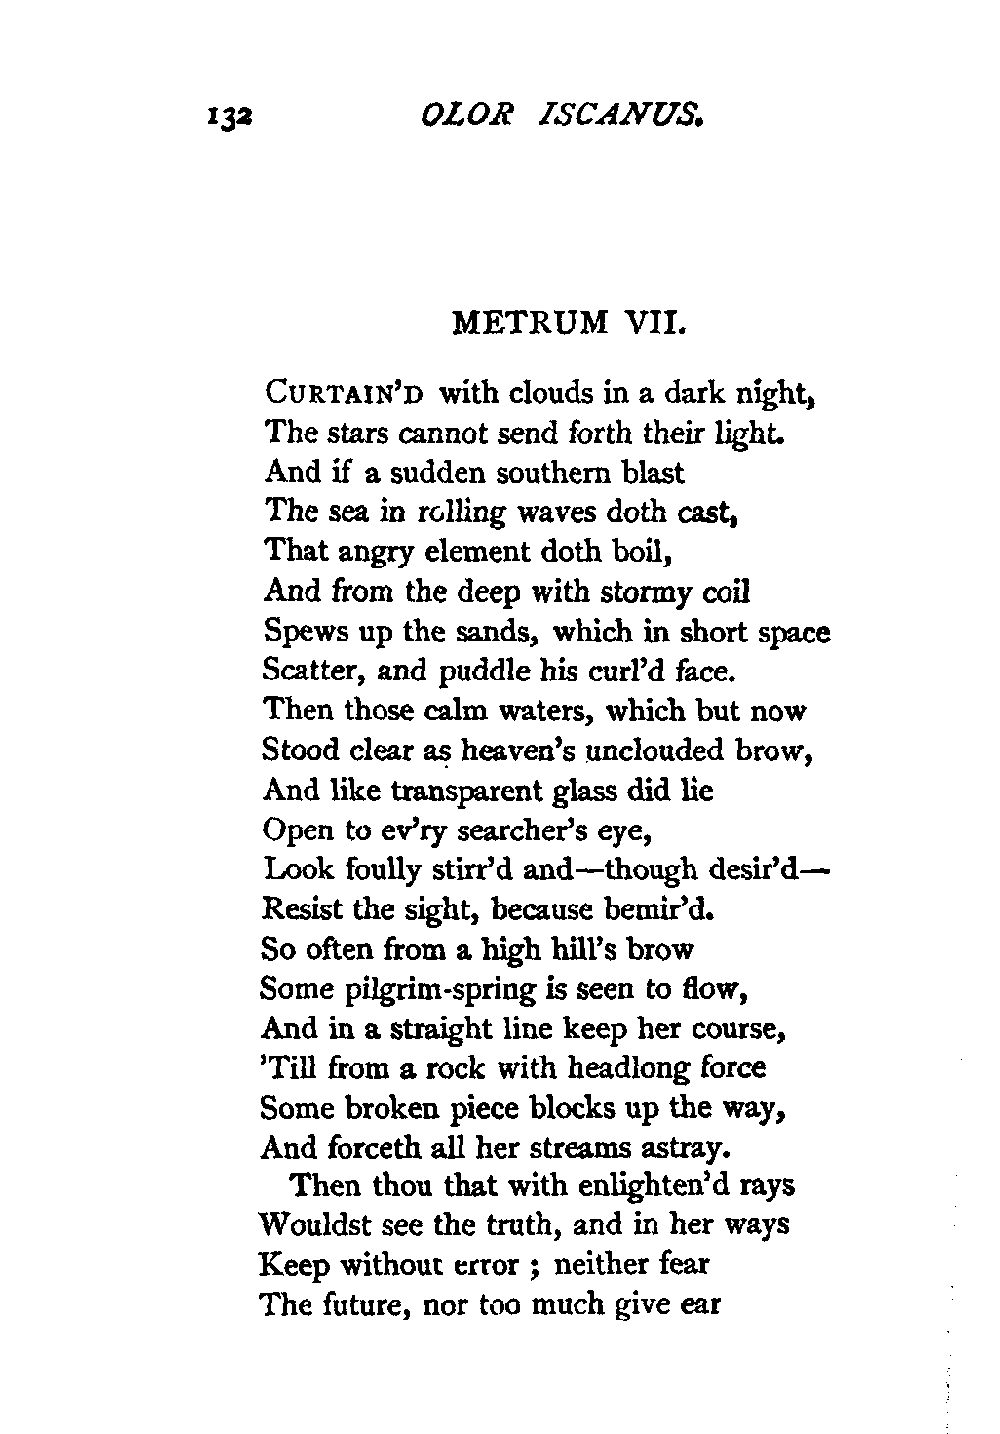 132 OLOR ISCANUS.
METRUM VII.
CURTAIN'D with clouds in a dark night,
The stars cannot send forth their light.
And if a sudden southern blast
The sea in rolling waves doth cast,
That angry element doth boil,
And from the deep with stormy coil
Spews up the sands, which in short space
Scatter, and puddle his curl'd face.
Then those calm waters, which but now
Stood clear as heaven's unclouded brow,
And like transparent glass did lie
Open to ev'ry searcher's eye,
Look foully stirr'd and—though desir'd—
Resist the sight, because bemir'd.
So often from a high hill's brow
Some pilgrim-spring is seen to flow,
And in a straight line keep her course,
'Till from a rock with headlong force
Some broken piece blocks up the way,
And forceth all her streams astray.
Then thou that with enlighten'd rays
Wouldst see the truth, and in her ways
Keep without error ; neither fear
The future, nor too much give ear